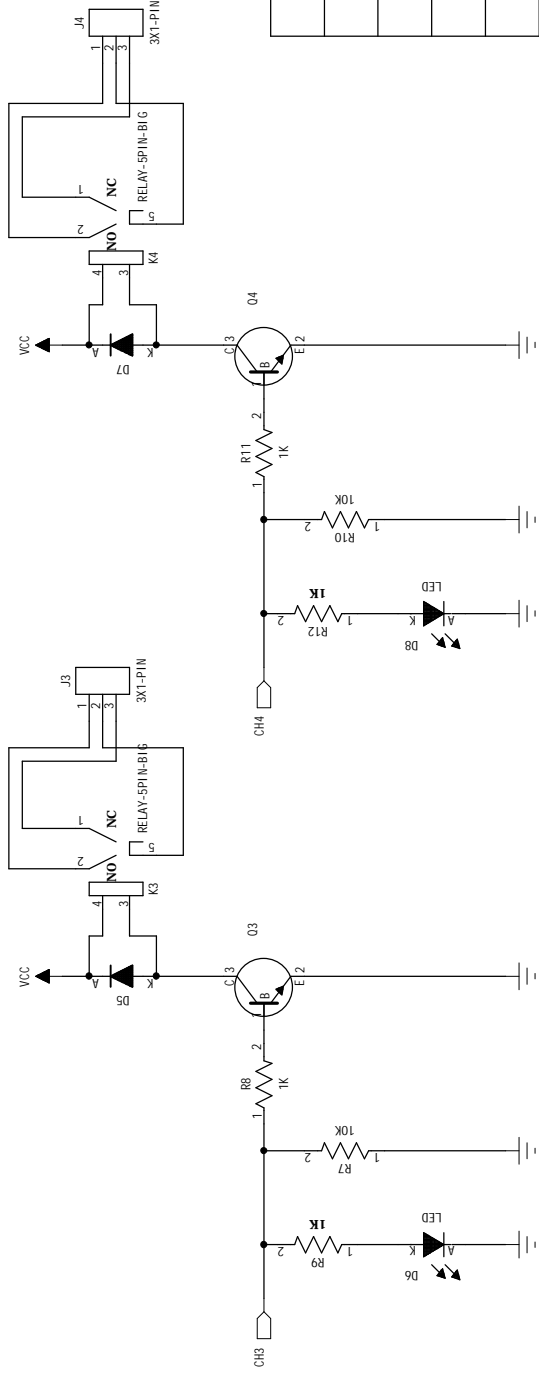 J4
3X1-PIN
1
2
3
RELAY-5PIN-BIG
1
NC
2
NO
5
4
3
K4
VCC
A
K
D7
C 3
B
1
E 2
Q4
2
R11
1K
1
2
10K
R10
1
2
1K
R12
1
LED
K
A
D8
CH4
J3
3X1-PIN
1
2
3
RELAY-5PIN-BIG
1
NC
2
NO
5
4
3
K3
VCC
A
K
D5
C 3
B
1
E 2
Q3
2
R8
1K
1
2
10K
R7
1
2
1K
R9
1
LED
K
A
D6
CH3